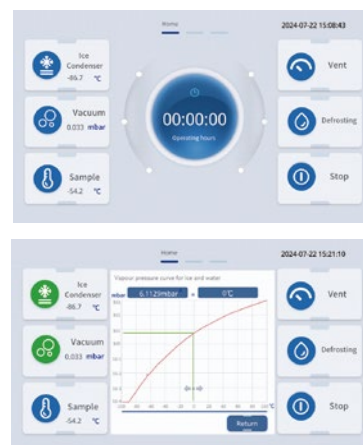 Home
2024-07-22 15:08:43
Ice
Condenser
-86.7 ℃
Vacuum
0.033 mbar
Sample
-54.2 ℃
00:00:00
Operating hours
Vent
Defrosting
Stop
Home
2024-07-22 15:21:10
Ice
Condenser
-86.7 ℃
Vacuum
0.033 mbar
Sample
-54.2 ℃
Vapour pressure curve for ice and water
mbar
6.1129mbar = 0℃
Return
Vent
Defrosting
Stop